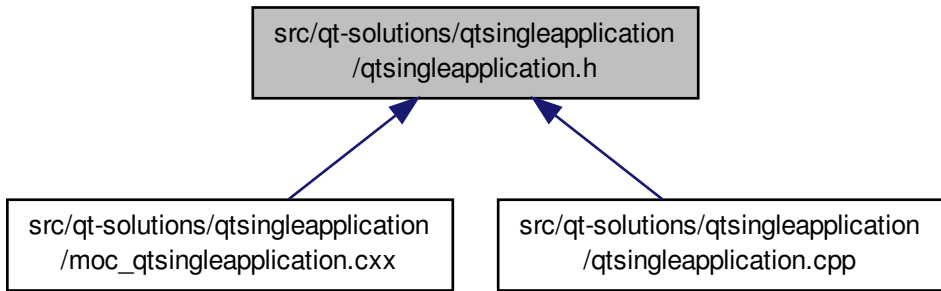 src/qt-solutions/qtsingleapplication
/qtsingleapplication.h
src/qt-solutions/qtsingleapplication
/moc_qtsingleapplication.cxx
src/qt-solutions/qtsingleapplication
/qtsingleapplication.cpp